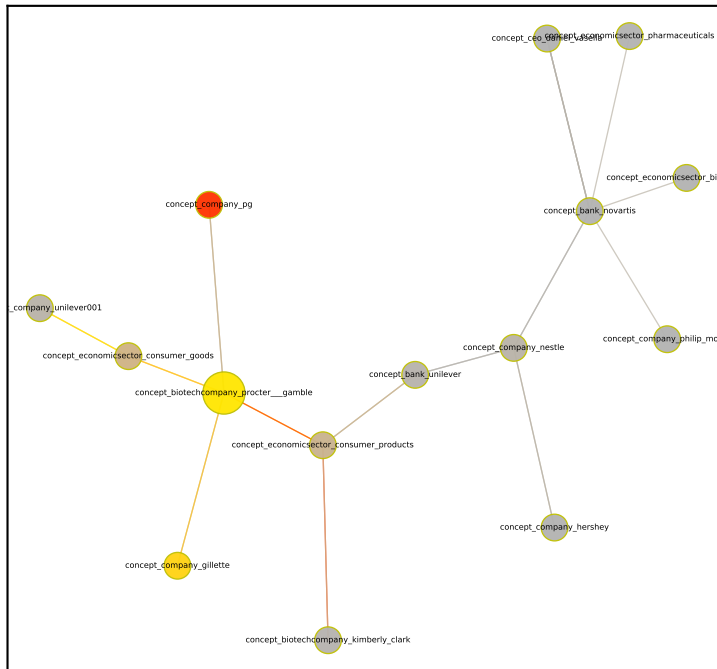 concept_ceo_daniel_vasella
concept_economicsector_pharmaceuticals
concept_economicsector_bi
concept_company_pg
concept_bank_novartis
_company_unilever001
concept_company_philip_mo
concept_company_nestle
concept_economicsector_consumer_goods
concept_bank_unilever
concept_biotechcompany_procter___gamble
concept_economicsector_consumer_products
concept_company_hershey
concept_company_gillette
concept_biotechcompany_kimberly_clark